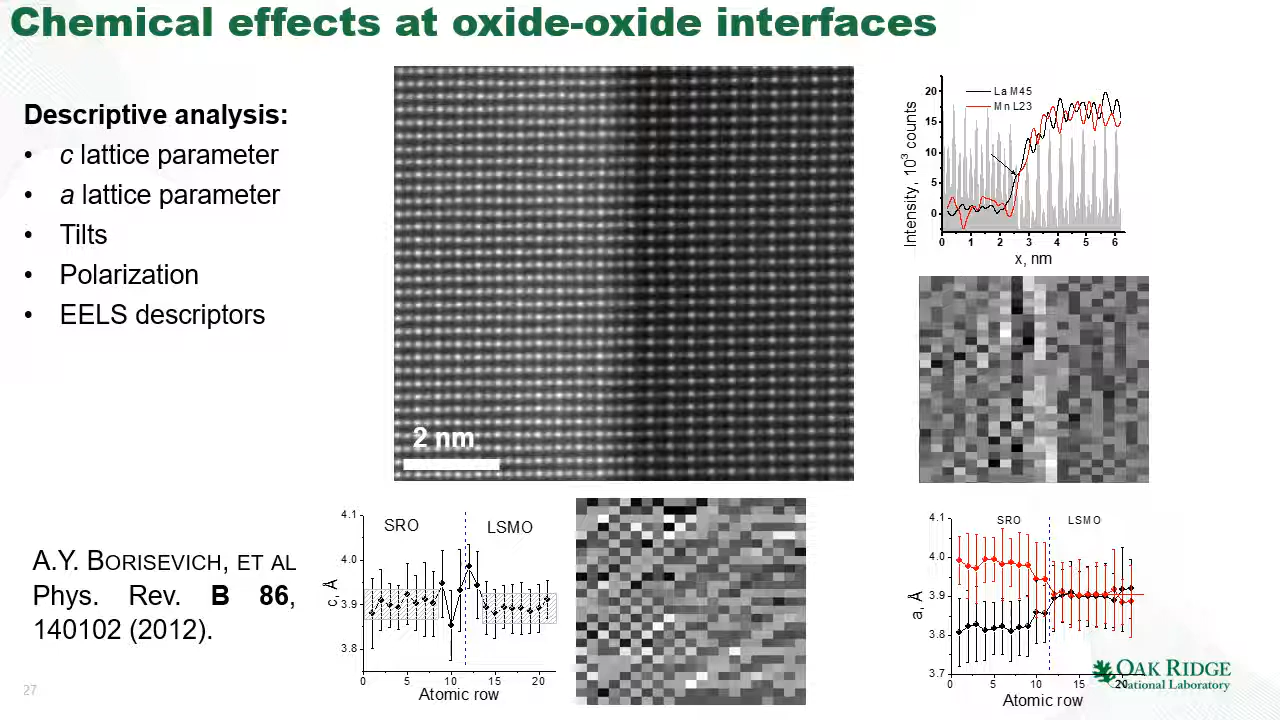 Chemical effects at oxide-oxide interfaces
Descriptive analysis:
• c lattice parameter
• a lattice parameter
• Tilts
• Polarization
• EELS descriptors
A.Y. BORISEVICH, ET AL
Phys. Rev. B 86,
140102 (2012).
27
2 nm
La M45
Mn L23
Intensity, 10³ counts
20
15
10
5
0
0 1 2 3 4 5 6
x, nm
SRO LSMO
c, Å
4.1
4.0
3.9
3.8
0 5 10 15 20
Atomic row
SRO LSMO
a, Å
4.1
4.0
3.9
3.8
3.7
0 5 10 15 20
Atomic row
OAK RIDGE
National Laboratory